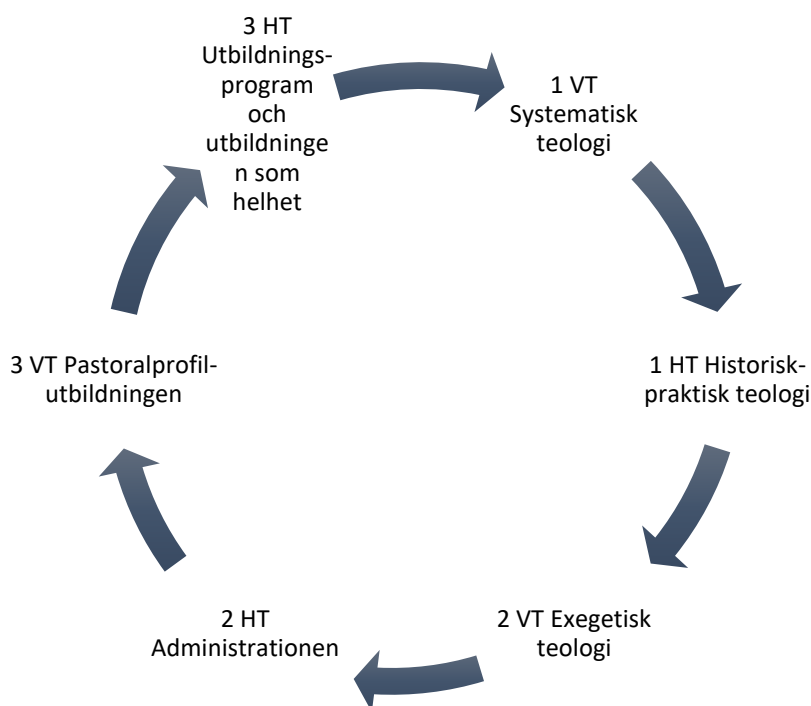 3 HT
Utbildnings-
program
och
utbildninge
n som
helhet
1 VT
Systematisk
teologi
1 HT Historisk-
praktisk teologi
2 VT Exegetisk
teologi
2 HT
Administrationen
3 VT Pastoralprofil-
utbildningen